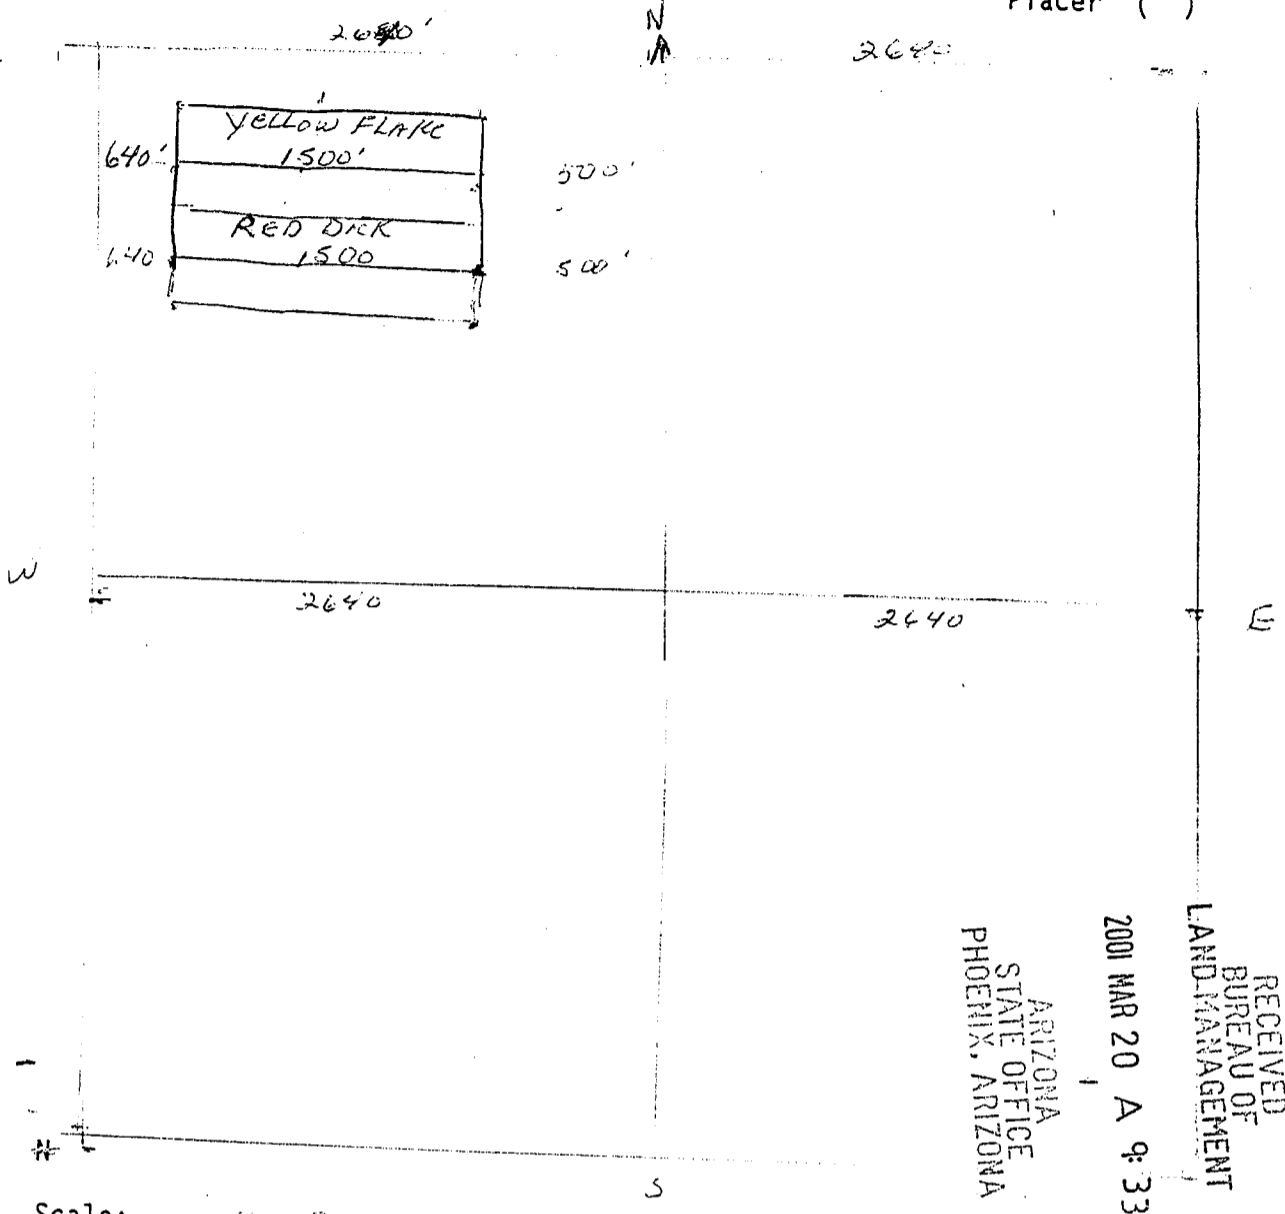 Placer ( )
N
2640
YELLOW FLAKE
640'
1500'
500'
RED DICK
640
1500
500'
W
2640
2640
E
S
RECEIVED
BUREAU OF
LAND MANAGEMENT
2001 MAR 20 A 9:33
ARIZONA
STATE OFFICE
PHOENIX, ARIZONA
Scale: